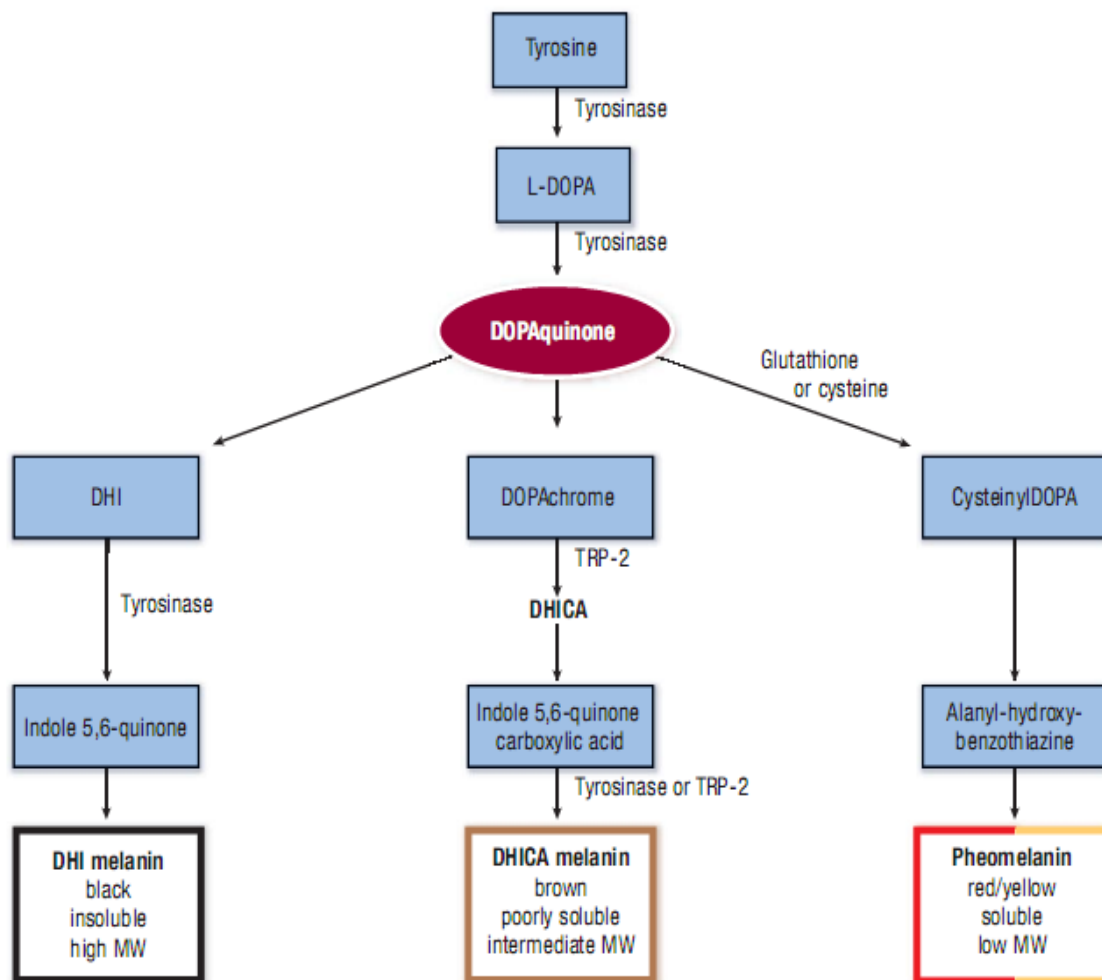 Tyrosine
Tyrosinase
L-DOPA
Tyrosinase
DOPAquinone
Glutathione
or cysteine
DHI
DOPAchrome
CysteinylDOPA
TRP-2
Tyrosinase
DHICA
Indole 5,6-quinone
Indole 5,6-quinone
carboxylic acid
Alanyl-hydroxy-
benzothiazine
Tyrosinase or TRP-2
DHI melanin
black
insoluble
high MW
DHICA melanin
brown
poorly soluble
intermediate MW
Pheomelanin
red/yellow
soluble
low MW